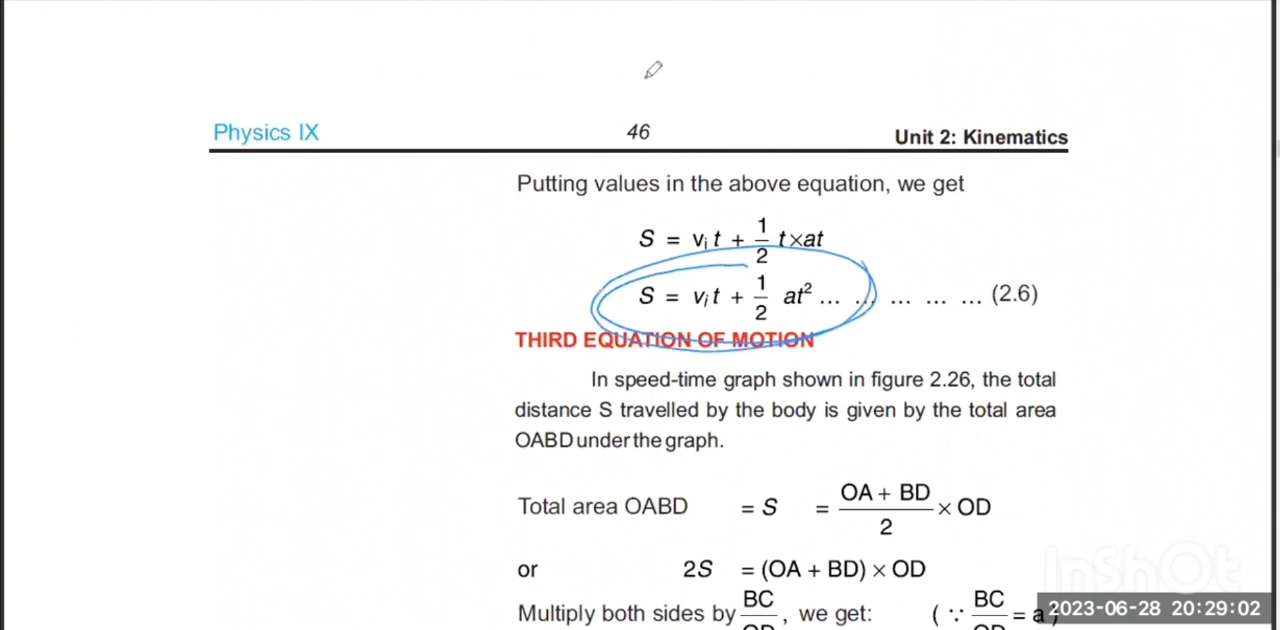 Physics IX 46 Unit 2: Kinematics
Putting values in the above equation, we get
S = vᵢt + 1/2 t×at
S = vᵢt + 1/2 at² ... ... ... ... ... (2.6)
THIRD EQUATION OF MOTION
In speed-time graph shown in figure 2.26, the total
distance S travelled by the body is given by the total area
OABD under the graph.
Total area OABD = S = (OA + BD)/2 × OD
or 2S = (OA + BD) × OD
Multiply both sides by BC/OD, we get: (∵ BC/OD = a
InShOt
2023-06-28 20:29:02